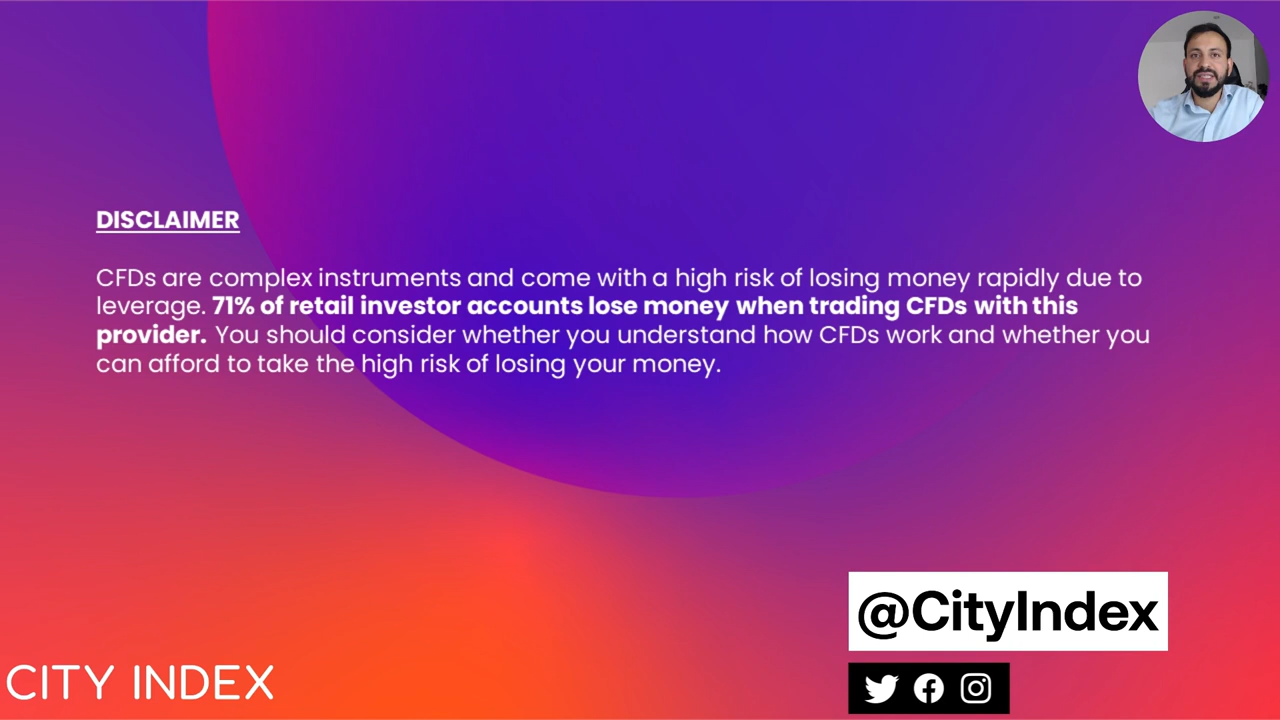 DISCLAIMER
CFDs are complex instruments and come with a high risk of losing money rapidly due to
leverage. 71% of retail investor accounts lose money when trading CFDs with this
provider. You should consider whether you understand how CFDs work and whether you
can afford to take the high risk of losing your money.
@CityIndex
CITY INDEX